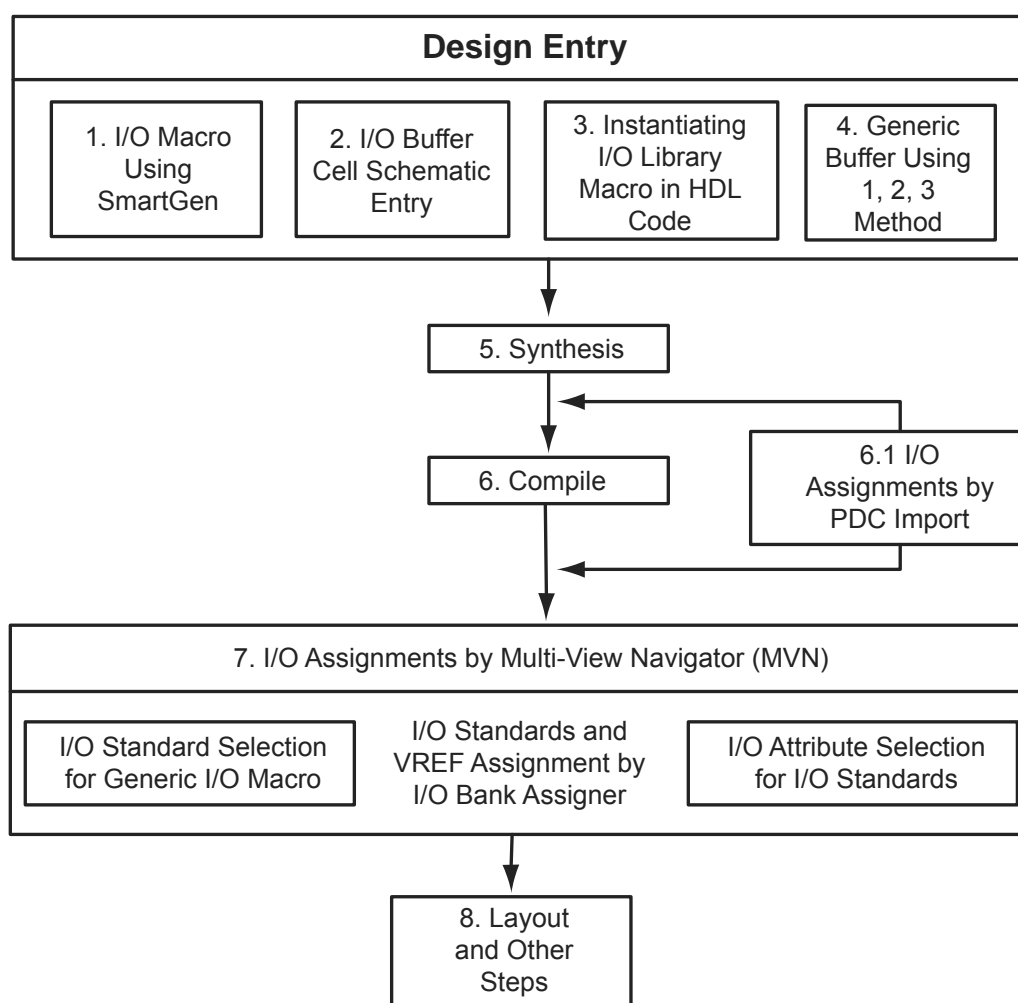 Design Entry
1. I/O Macro
Using
SmartGen
2. I/O Buffer
Cell Schematic
Entry
3. Instantiating
I/O Library
Macro in HDL
Code
4. Generic
Buffer Using
1, 2, 3
Method
5. Synthesis
6. Compile
6.1 I/O
Assignments by
PDC Import
7. I/O Assignments by Multi-View Navigator (MVN)
I/O Standard Selection
for Generic I/O Macro
I/O Standards and
VREF Assignment by
I/O Bank Assigner
I/O Attribute Selection
for I/O Standards
8. Layout
and Other
Steps